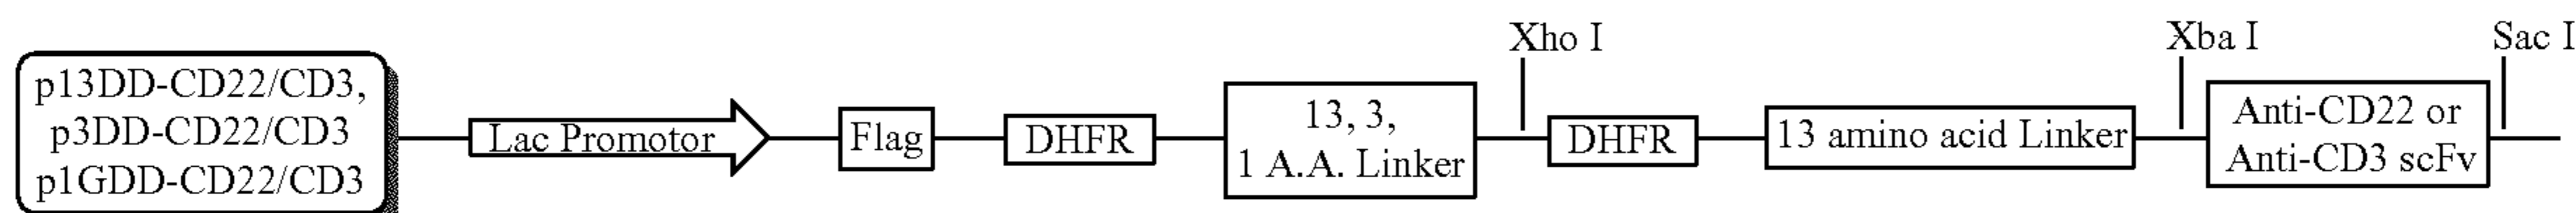 p13DD-CD22/CD3,
p3DD-CD22/CD3
p1GDD-CD22/CD3
Lac Promotor
Flag
DHFR
13, 3,
1 A.A. Linker
Xho I
DHFR
13 amino acid Linker
Xba I
Anti-CD22 or
Anti-CD3 scFv
Sac I